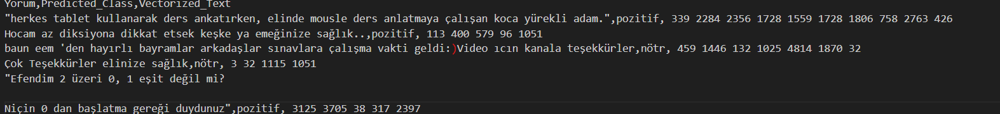 Yorum,Predicted_Class,Vectorized_Text
"herkes tablet kullanarak ders ankatırken, elinde mousle ders anlatmaya çalışan koca yürekli adam.",pozitif, 339 2284 2356 1728 1559 1728 1806 758 2763 426
Hocam az diksiyona dikkat etsek keşke ya emeğinize sağlık..,pozitif, 113 400 579 96 1051
baun eem 'den hayırlı bayramlar arkadaşlar sınavlara çalışma vakti geldi:)Video ıcın kanala teşekkürler,nötr, 459 1446 132 1025 4814 1870 32
Çok Teşekkürler elinize sağlık,nötr, 3 32 1115 1051
"Efendim 2 üzeri 0, 1 eşit değil mi?
Niçin 0 dan başlatma gereği duydunuz",pozitif, 3125 3705 38 317 2397